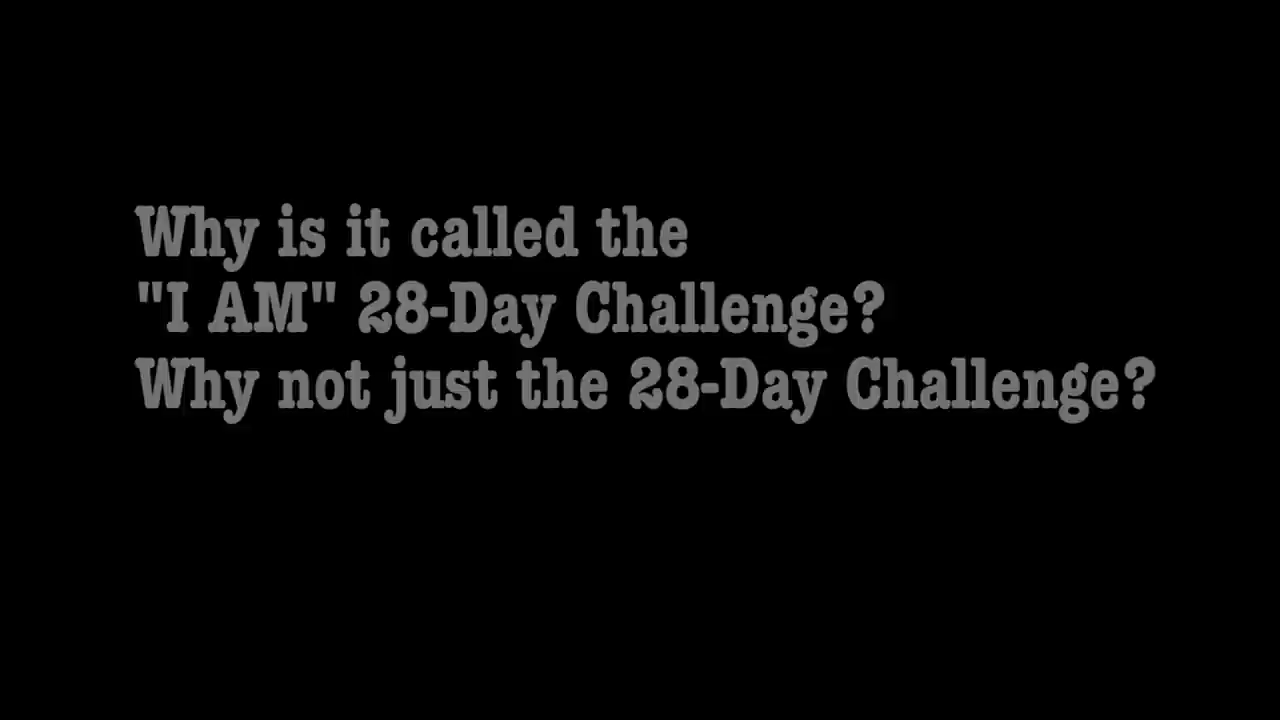 Why is it called the
"I AM" 28-Day Challenge?
Why not just the 28-Day Challenge?